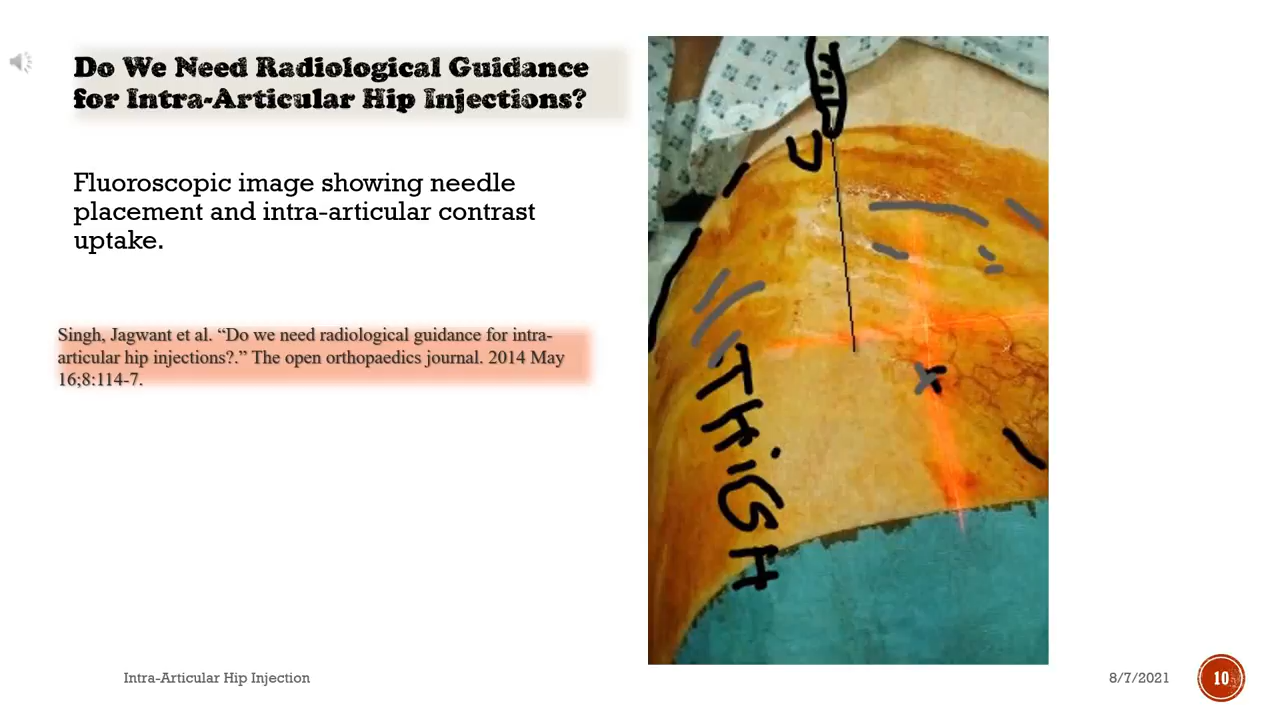 Do We Need Radiological Guidance
for Intra-Articular Hip Injections?
Fluoroscopic image showing needle
placement and intra-articular contrast
uptake.
Singh, Jagwant et al. “Do we need radiological guidance for intra-
articular hip injections?.” The open orthopaedics journal. 2014 May
16;8:114-7.
THiGH
Intra-Articular Hip Injection
8/7/2021
10